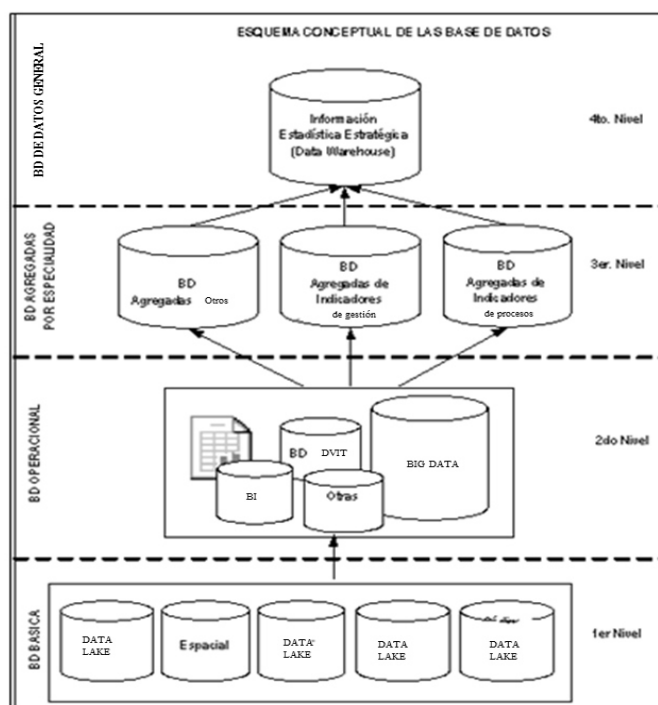 ESQUEMA CONCEPTUAL DE LAS BASE DE DATOS
BD DE DATOS GENERAL
Información
Estadística Estratégica
(Data Warehouse)
4to. Nivel
BD AGREGADAS
POR ESPECIALIDAD
BD
Agregadas Otros
BD
Agregadas de
Indicadores
de gestión
BD
Agregadas de
Indicadores
de procesos
3er. Nivel
BD OPERACIONAL
BD DVIT
BI
Otras
BIG DATA
2do Nivel
BD BASICA
DATA
LAKE
Espacial
DATA
LAKE
DATA
LAKE
DATA
LAKE
1er Nivel